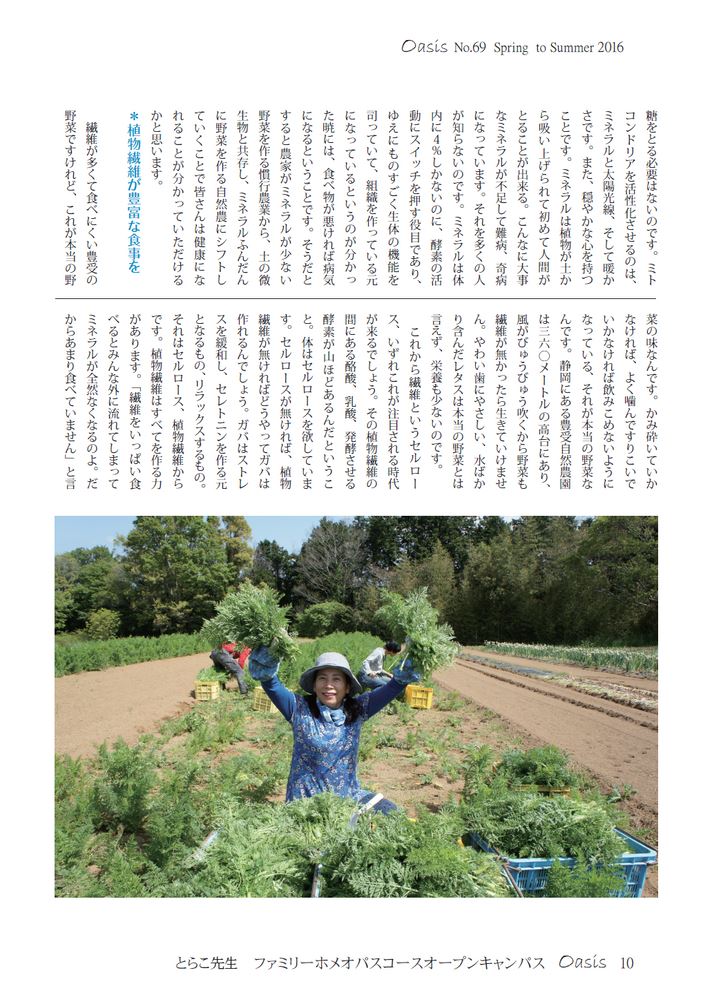 Oasis No.69 Spring to Summer 2016
糖をとる必要はないのです。ミト
コンドリアを活性化させるのは、
ミネラルと太陽光線、そして暖か
さです。また、穏やかな心を持つ
ことです。ミネラルは植物が土か
ら吸い上げられて初めて人間が
とることが出来る。こんなに大事
なミネラルが不足して難病、奇病
になっています。それを多くの人
が知らないのです。ミネラルは体
内に4%しかないのに、酵素の活
動にスイッチを押す役目であり、
ゆえにものすごく生体の機能を
司っていて、組織を作っている元
になっているというのが分かっ
た暁には、食べ物が悪ければ病気
になるということです。そうだと
すると農家がミネラルが少ない
野菜を作る慣行農業から、土の微
生物と共存し、ミネラルふんだん
に野菜を作る自然農にシフトし
ていくことで皆さんは健康にな
れることが分かっていただける
かと思います。
＊植物繊維が豊富な食事を
繊維が多くて食べにくい豊受の
野菜ですけれど、これが本当の野
菜の味なんです。かみ砕いていか
なければ、よく噛んですりこいで
いかなければ飲みこめないように
なっている、それが本当の野菜な
んです。静岡にある豊受自然農園
は三六〇メートルの高台にあり、
風がびゅうびゅう吹くから野菜も
繊維が無かったら生きていけませ
ん。やわい歯にやさしい、水ばか
り含んだレタスは本当の野菜とは
言えず、栄養も少ないのです。
これから繊維というセルロー
ス、いずれこれが注目される時代
が来るでしょう。その植物繊維の
間にある酪酸、乳酸、発酵させる
酵素が山ほどあるんだというこ
と。体はセルロースを欲していま
す。セルロースが無ければ、植物
繊維が無ければどうやってガバは
作れるんでしょう。ガバはストレ
スを緩和し、セレトニンを作る元
となるもの、リラックスするもの。
それはセルロース、植物繊維から
です。植物繊維はすべてを作る力
があります。「繊維をいっぱい食
べるとみんな外に流れてしまって
ミネラルが全然なくなるのよ。だ
からあまり食べていません」と言
とらこ先生　ファミリーホメオパスコースオープンキャンパス Oasis 10